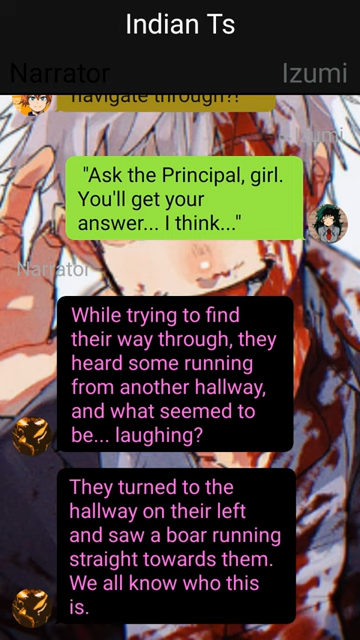 Indian Ts
Narrator
Izumi
navigate through?!
"Ask the Principal, girl.
You'll get your
answer... I think..."
Narrator
While trying to find
their way through, they
heard some running
from another hallway,
and what seemed to
be... laughing?
They turned to the
hallway on their left
and saw a boar running
straight towards them.
We all know who this
is.